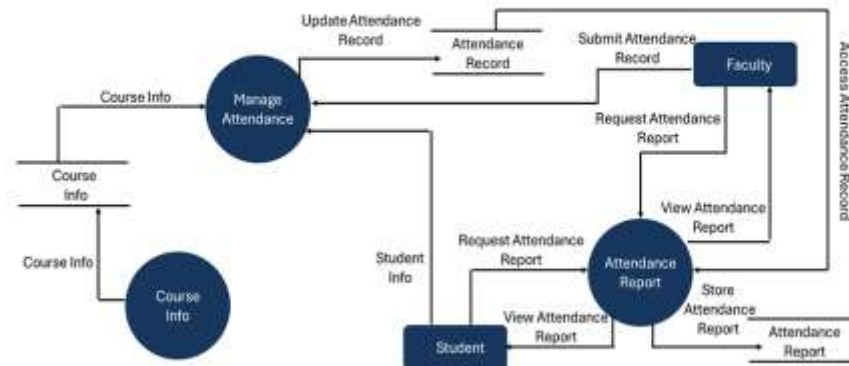 Update Attendance
Record
Attendance
Record
Submit Attendance
Record
Faculty
Access Attendance Record
Course Info
Manage
Attendance
Request Attendance
Report
Course
Info
View Attendance
Report
Course Info
Student
Info
Request Attendance
Report
Attendance
Report
Course
Info
Store
Attendance
Report
View Attendance
Report
Attendance
Report
Student